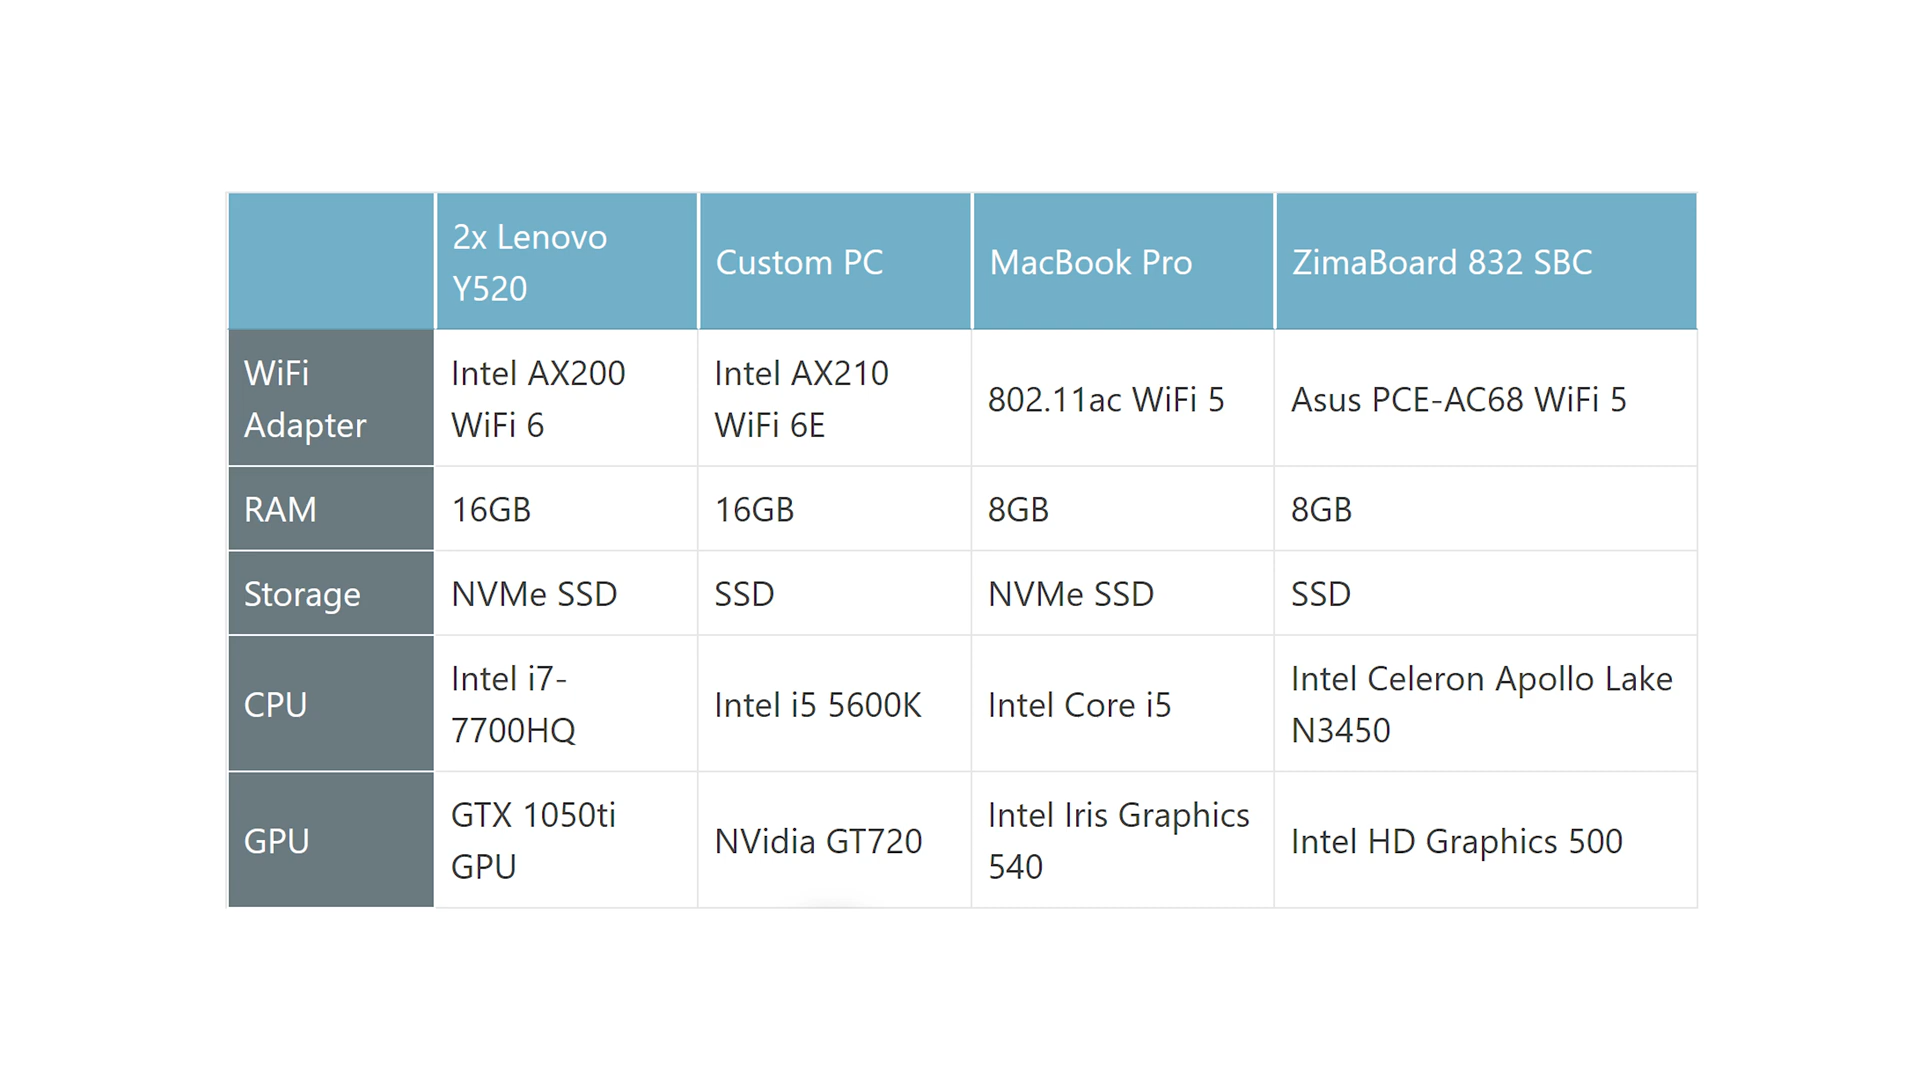 2x Lenovo
Y520
Custom PC
MacBook Pro
ZimaBoard 832 SBC
WiFi
Adapter
Intel AX200
WiFi 6
Intel AX210
WiFi 6E
802.11ac WiFi 5
Asus PCE-AC68 WiFi 5
RAM
16GB
16GB
8GB
8GB
Storage
NVMe SSD
SSD
NVMe SSD
SSD
CPU
Intel i7-
7700HQ
Intel i5 5600K
Intel Core i5
Intel Celeron Apollo Lake
N3450
GPU
GTX 1050ti
GPU
NVidia GT720
Intel Iris Graphics
540
Intel HD Graphics 500